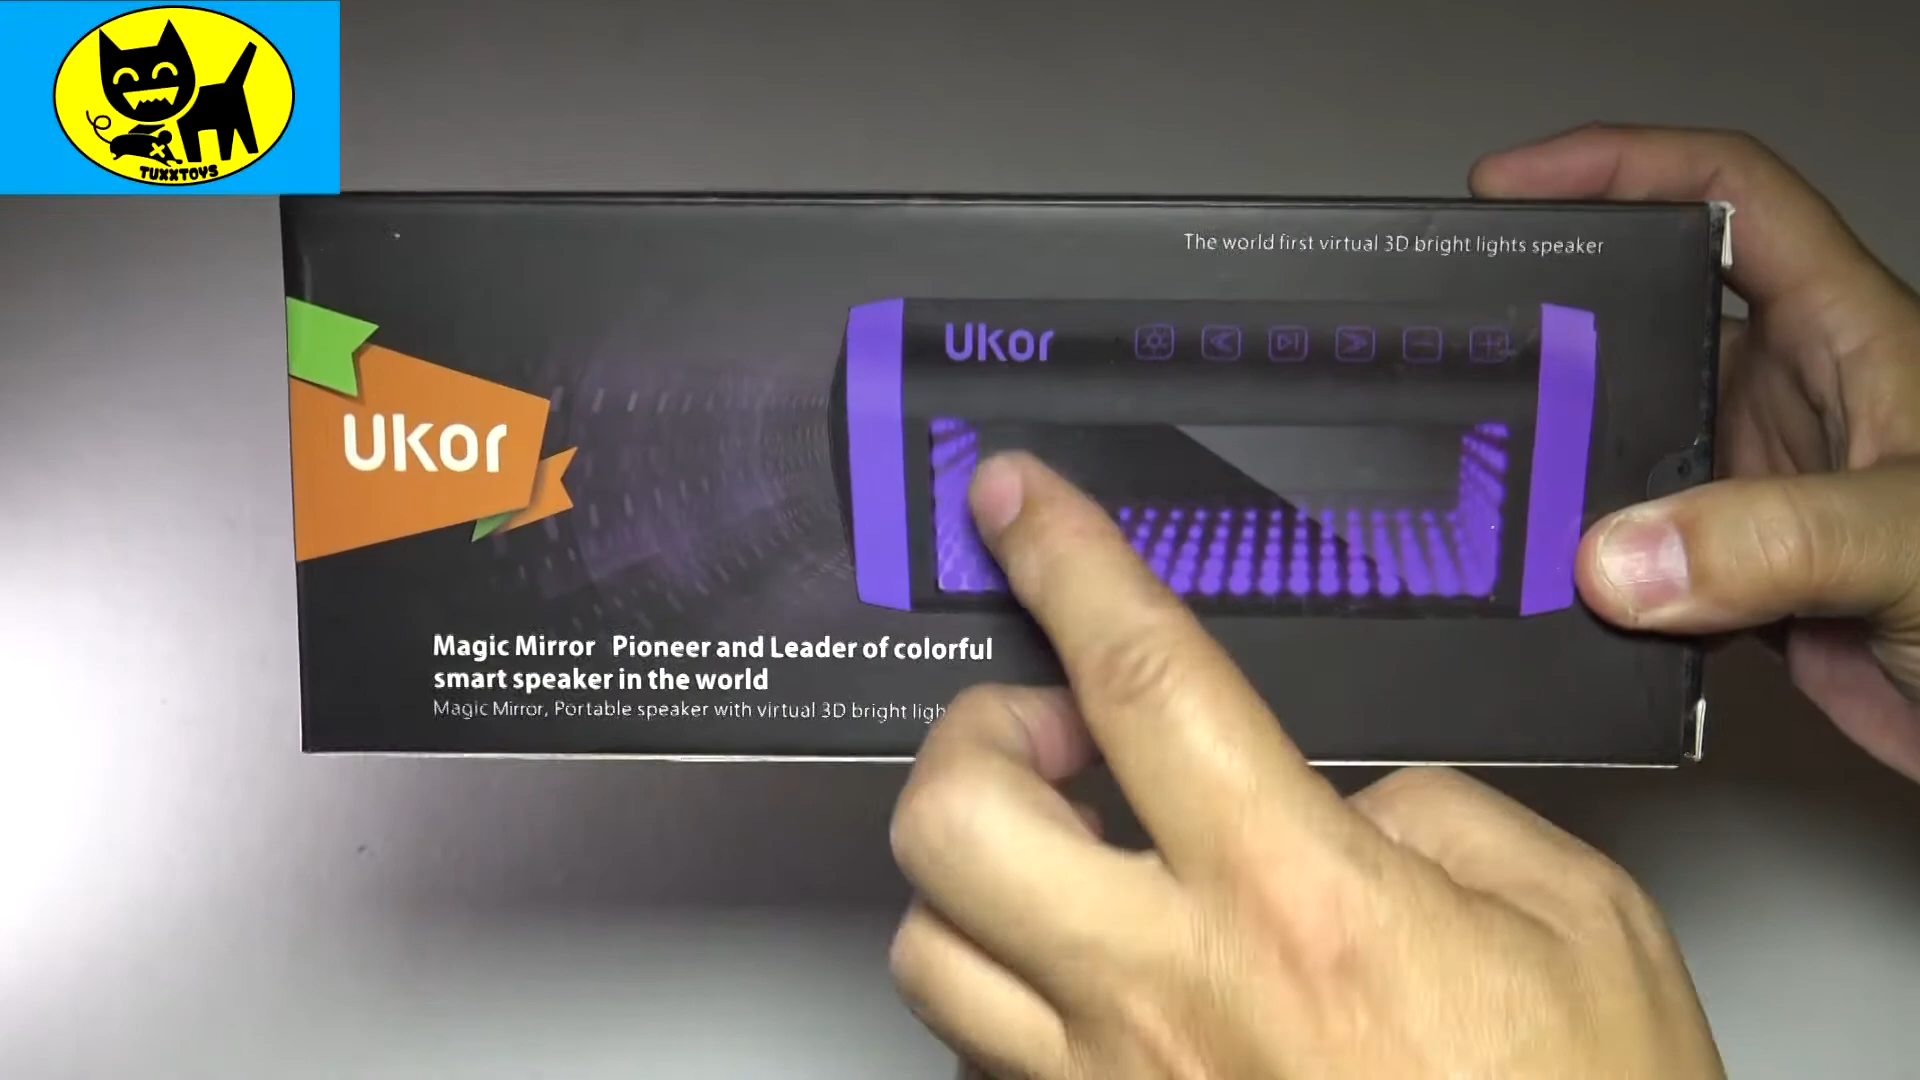 TUXXTOYS
The world first virtual 3D bright lights speaker
Ukor
Ukor
Magic Mirror Pioneer and Leader of colorful
smart speaker in the world
Magic Mirror, Portable speaker with virtual 3D bright